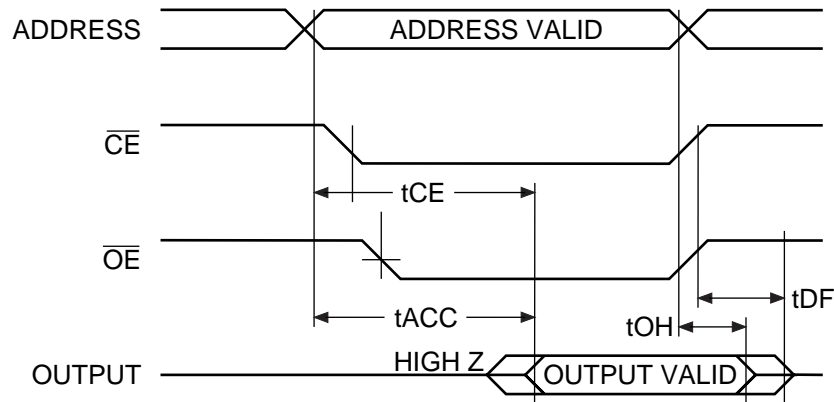 ADDRESS
ADDRESS VALID
CE
tCE
OE
tDF
tACC
tOH
HIGH Z
OUTPUT
OUTPUT VALID